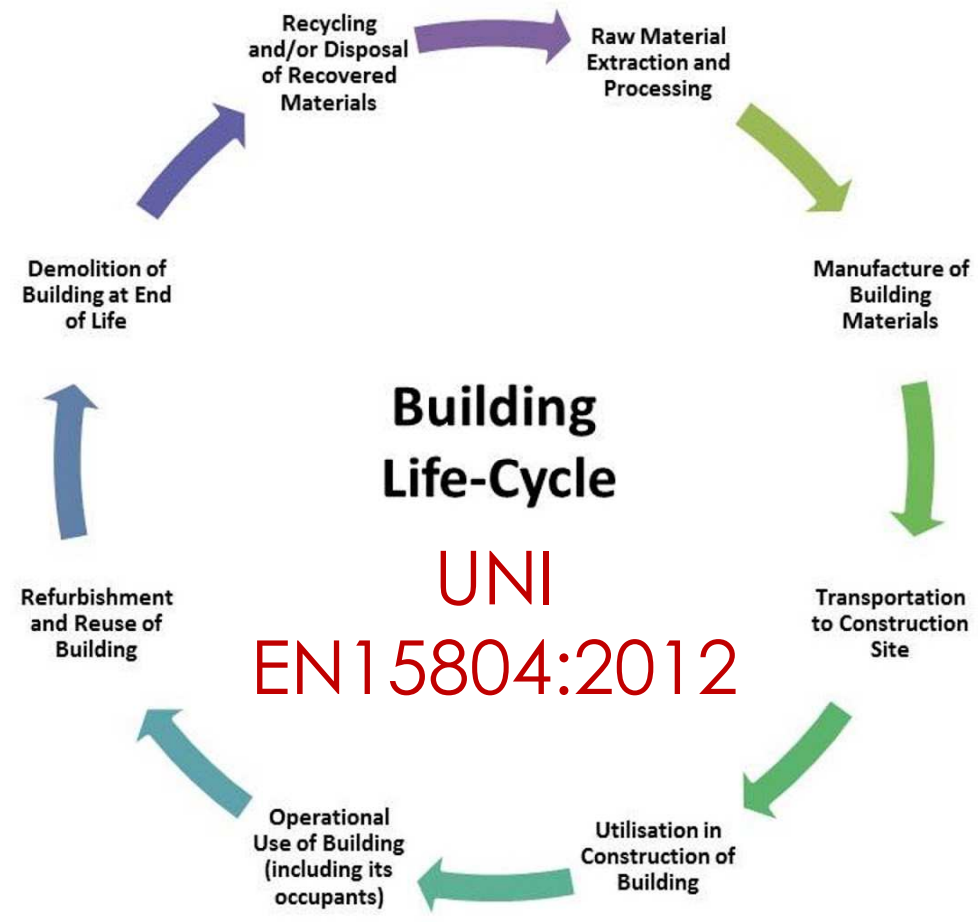 Recycling
and/or Disposal
of Recovered
Materials
Raw Material
Extraction and
Processing
Manufacture of
Building
Materials
Transportation
to Construction
Site
Utilisation in
Construction of
Building
Operational
Use of Building
(including its
occupants)
Refurbishment
and Reuse of
Building
Demolition of
Building at End
of Life
Building
Life-Cycle
UNI
EN15804:2012